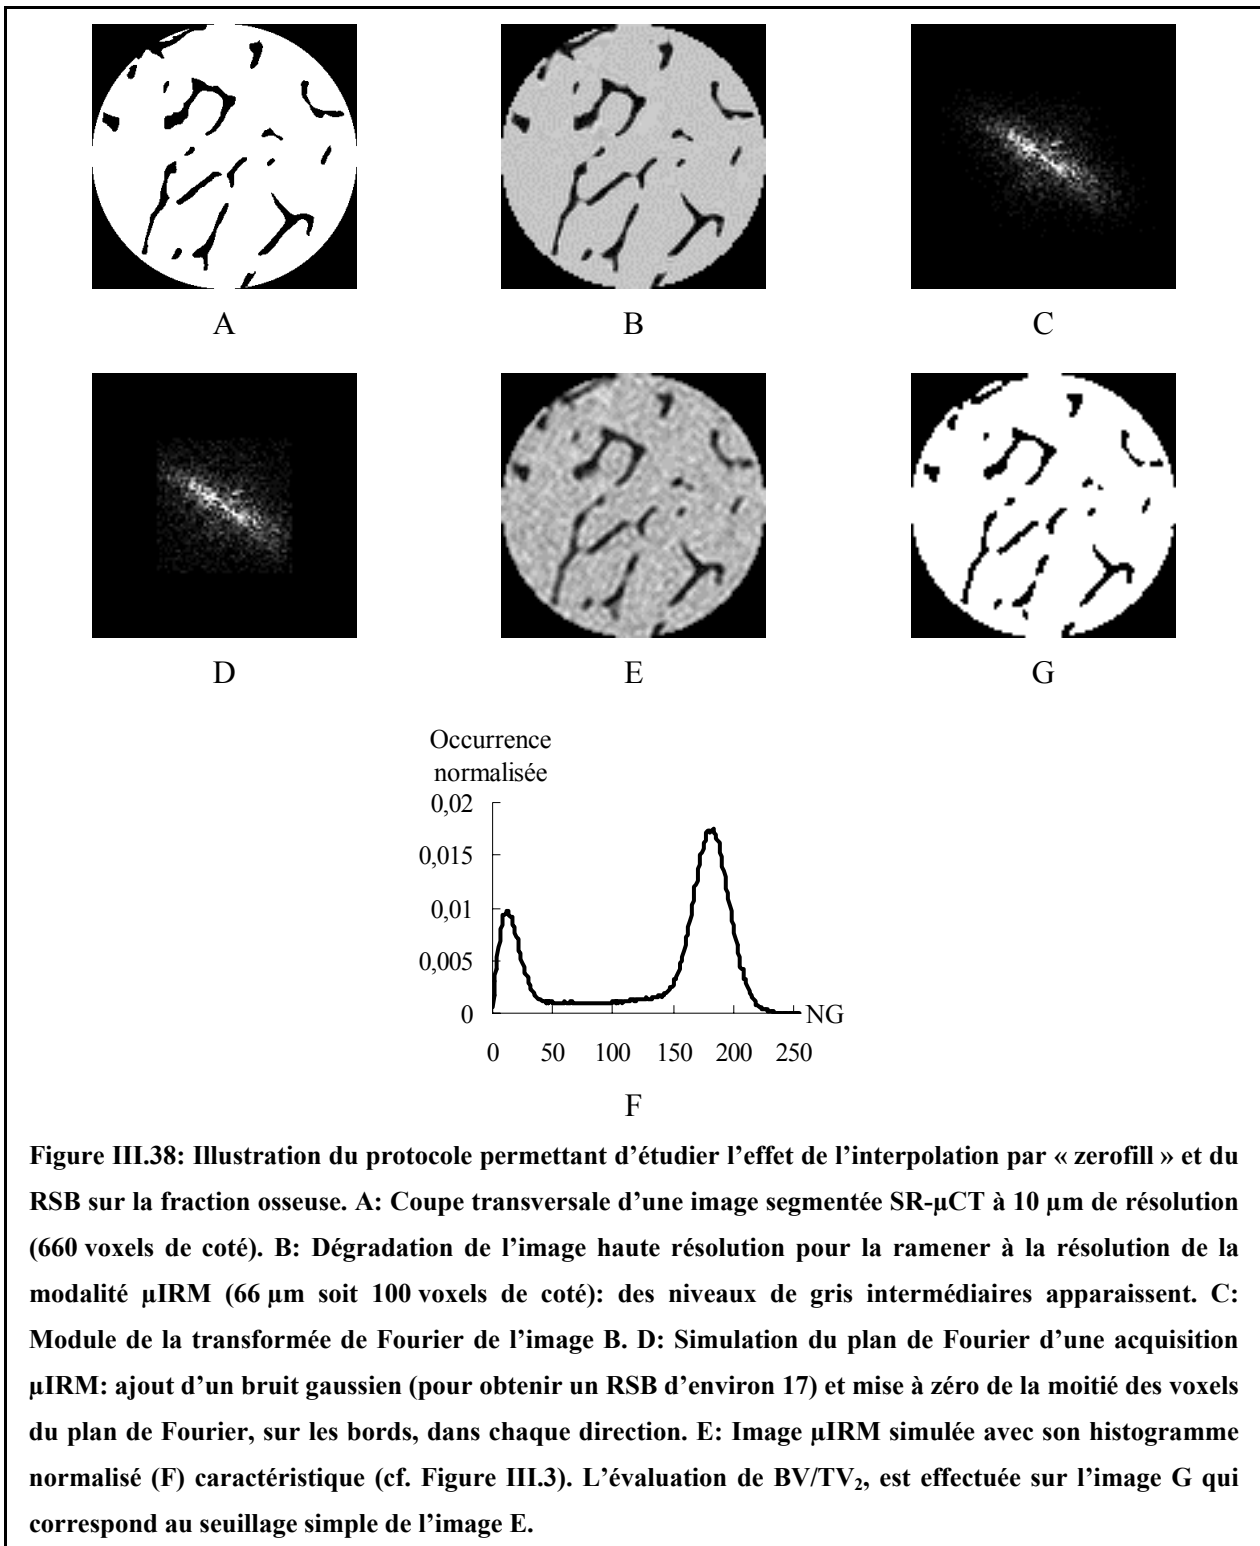 A
B
C
D
E
G
Occurrence
normalisée
0,02
0,015
0,01
0,005
0
NG
0 50 100 150 200 250
F
Figure III.38: Illustration du protocole permettant d'étudier l'effet de l'interpolation par « zerofill » et du
RSB sur la fraction osseuse. A: Coupe transversale d'une image segmentée SR-µCT à 10 µm de résolution
(660 voxels de coté). B: Dégradation de l'image haute résolution pour la ramener à la résolution de la
modalité µIRM (66 µm soit 100 voxels de coté): des niveaux de gris intermédiaires apparaissent. C:
Module de la transformée de Fourier de l'image B. D: Simulation du plan de Fourier d'une acquisition
µIRM: ajout d'un bruit gaussien (pour obtenir un RSB d'environ 17) et mise à zéro de la moitié des voxels
du plan de Fourier, sur les bords, dans chaque direction. E: Image µIRM simulée avec son histogramme
normalisé (F) caractéristique (cf. Figure III.3). L'évaluation de BV/TV₂, est effectuée sur l'image G qui
correspond au seuillage simple de l'image E.